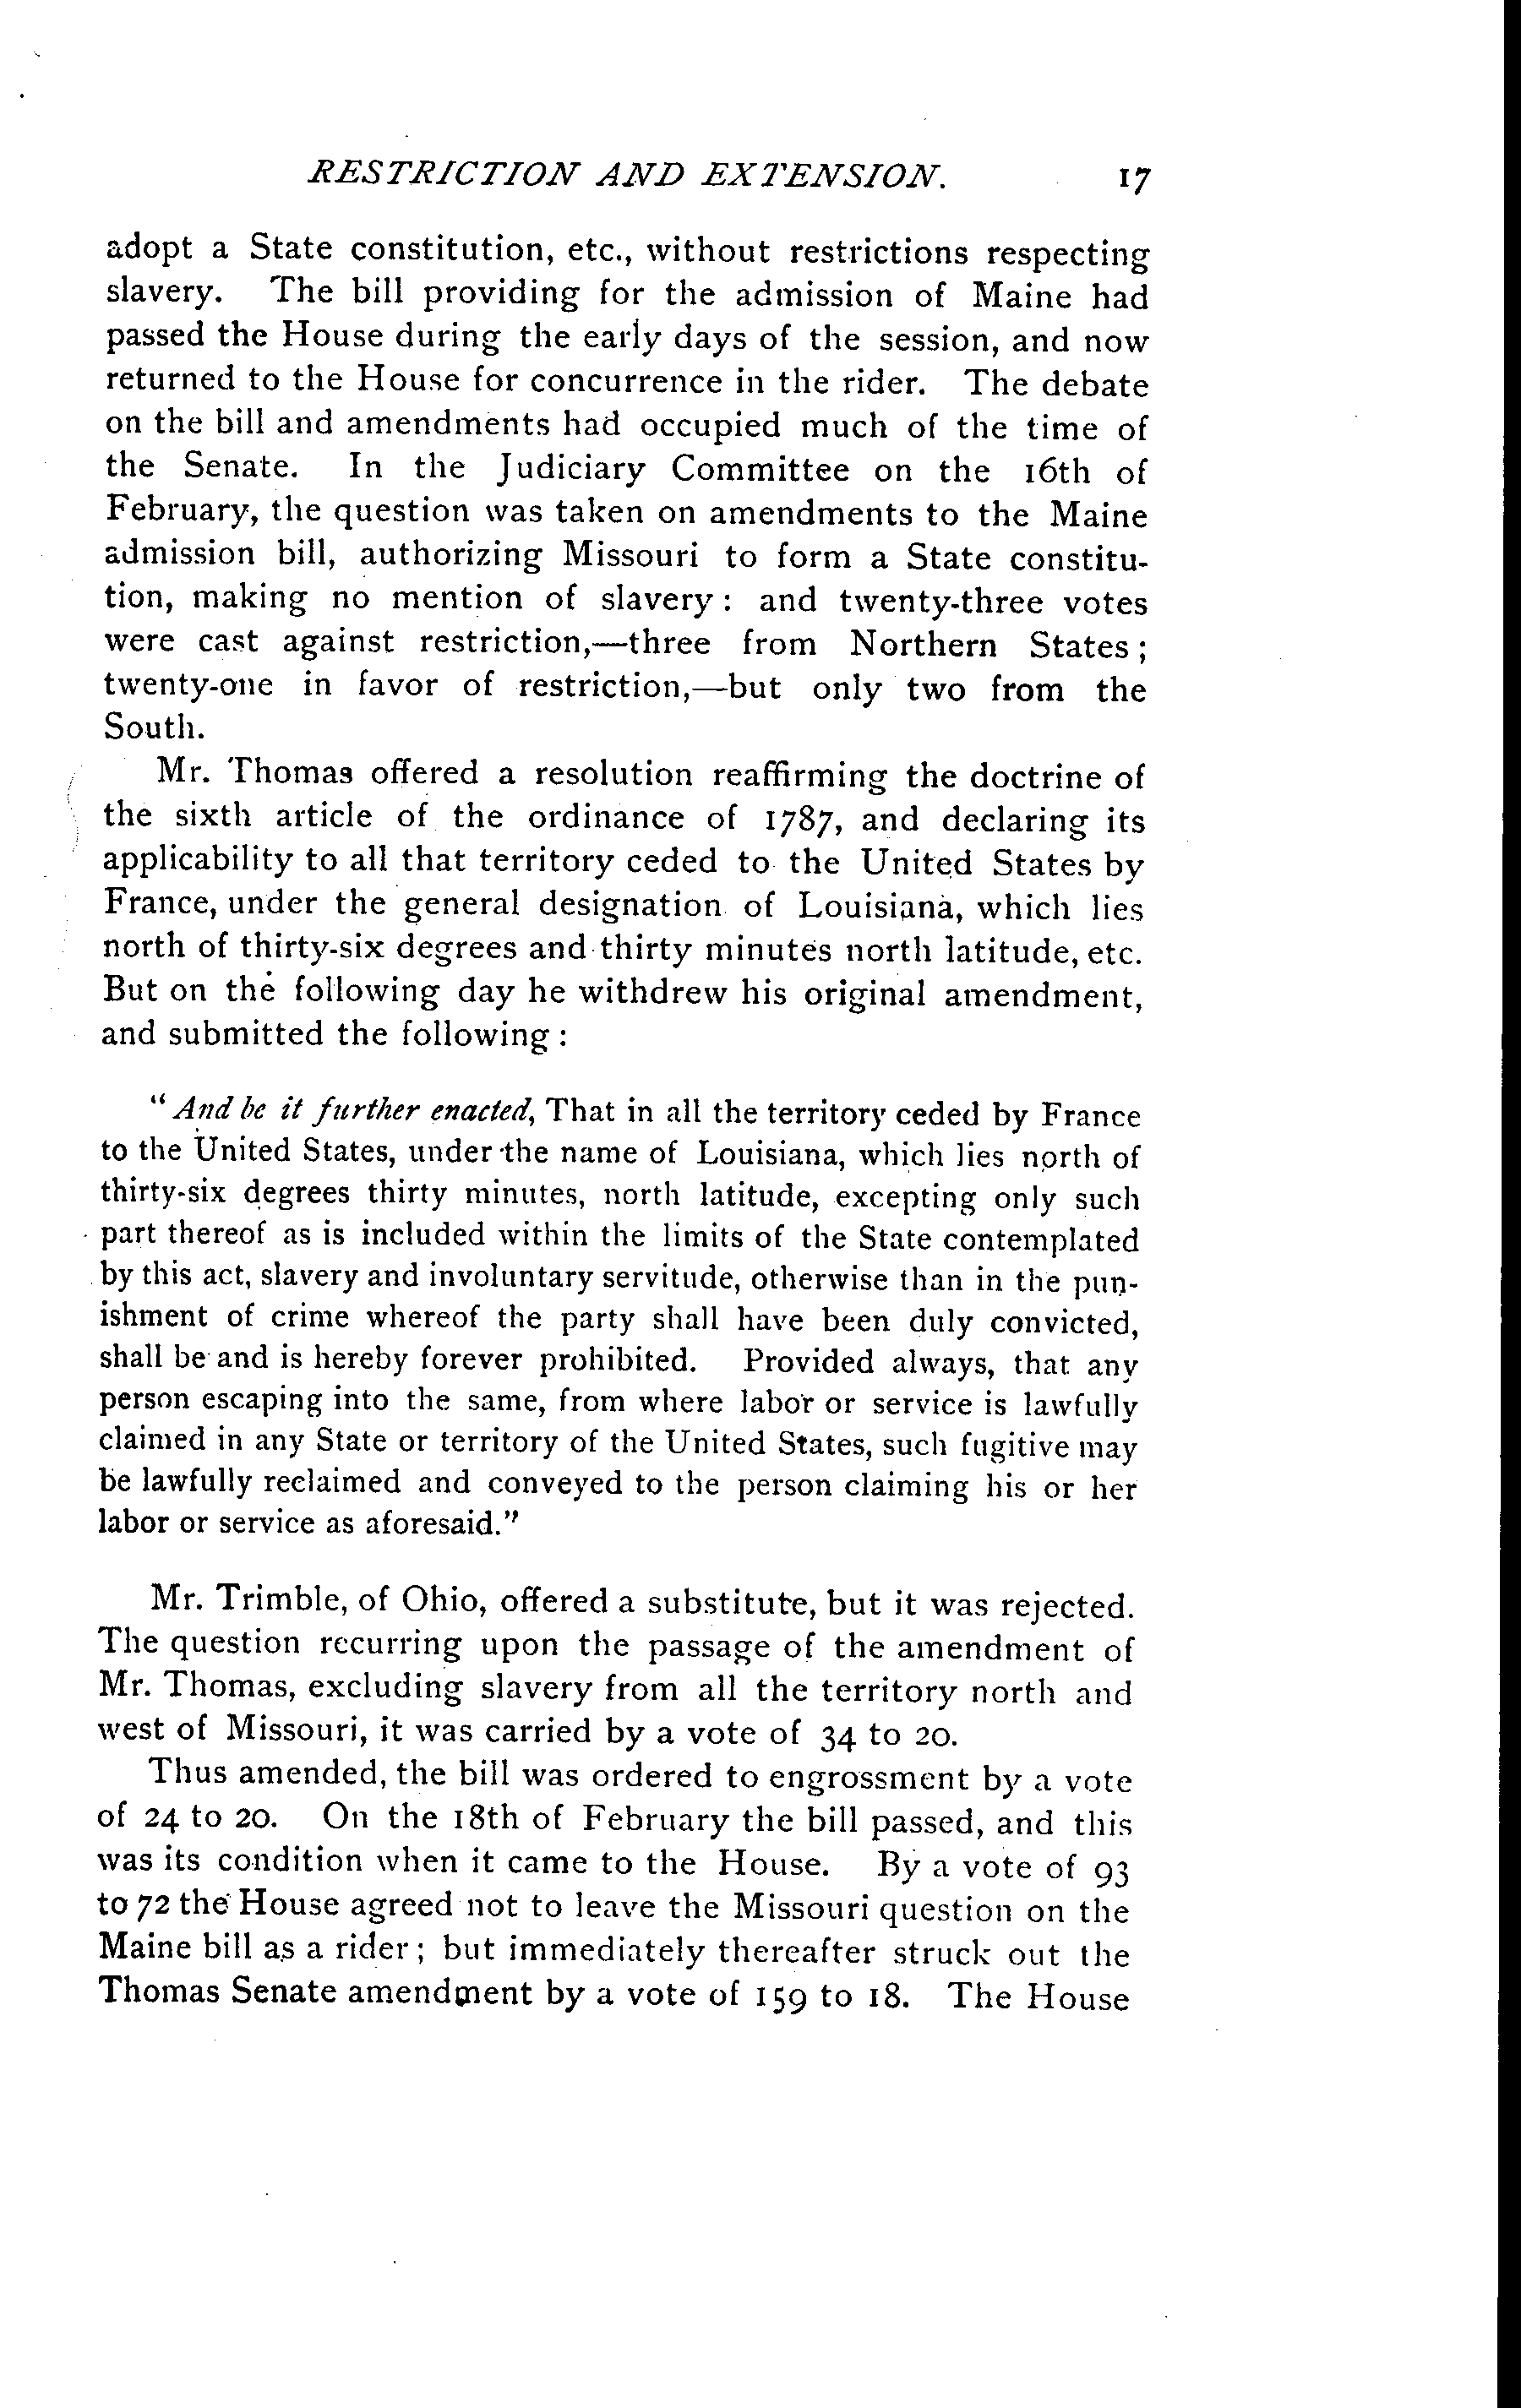 RESTRICTION AND EXTENSION. 17
adopt a State constitution, etc., without restrictions respecting
slavery. The bill providing for the admission of Maine had
passed the House during the early days of the session, and now
returned to the House for concurrence in the rider. The debate
on the bill and amendments had occupied much of the time of
the Senate. In the Judiciary Committee on the 16th of
February, the question was taken on amendments to the Maine
admission bill, authorizing Missouri to form a State constitu-
tion, making no mention of slavery: and twenty-three votes
were cast against restriction,—three from Northern States;
twenty-one in favor of restriction,—but only two from the
South.
Mr. Thomas offered a resolution reaffirming the doctrine of
the sixth article of the ordinance of 1787, and declaring its
applicability to all that territory ceded to the United States by
France, under the general designation of Louisiana, which lies
north of thirty-six degrees and thirty minutes north latitude, etc.
But on the following day he withdrew his original amendment,
and submitted the following:
"And be it further enacted, That in all the territory ceded by France
to the United States, under the name of Louisiana, which lies north of
thirty-six degrees thirty minutes, north latitude, excepting only such
part thereof as is included within the limits of the State contemplated
by this act, slavery and involuntary servitude, otherwise than in the pun-
ishment of crime whereof the party shall have been duly convicted,
shall be and is hereby forever prohibited. Provided always, that any
person escaping into the same, from where labor or service is lawfully
claimed in any State or territory of the United States, such fugitive may
be lawfully reclaimed and conveyed to the person claiming his or her
labor or service as aforesaid."
Mr. Trimble, of Ohio, offered a substitute, but it was rejected.
The question recurring upon the passage of the amendment of
Mr. Thomas, excluding slavery from all the territory north and
west of Missouri, it was carried by a vote of 34 to 20.
Thus amended, the bill was ordered to engrossment by a vote
of 24 to 20. On the 18th of February the bill passed, and this
was its condition when it came to the House. By a vote of 93
to 72 the House agreed not to leave the Missouri question on the
Maine bill as a rider; but immediately thereafter struck out the
Thomas Senate amendment by a vote of 159 to 18. The House